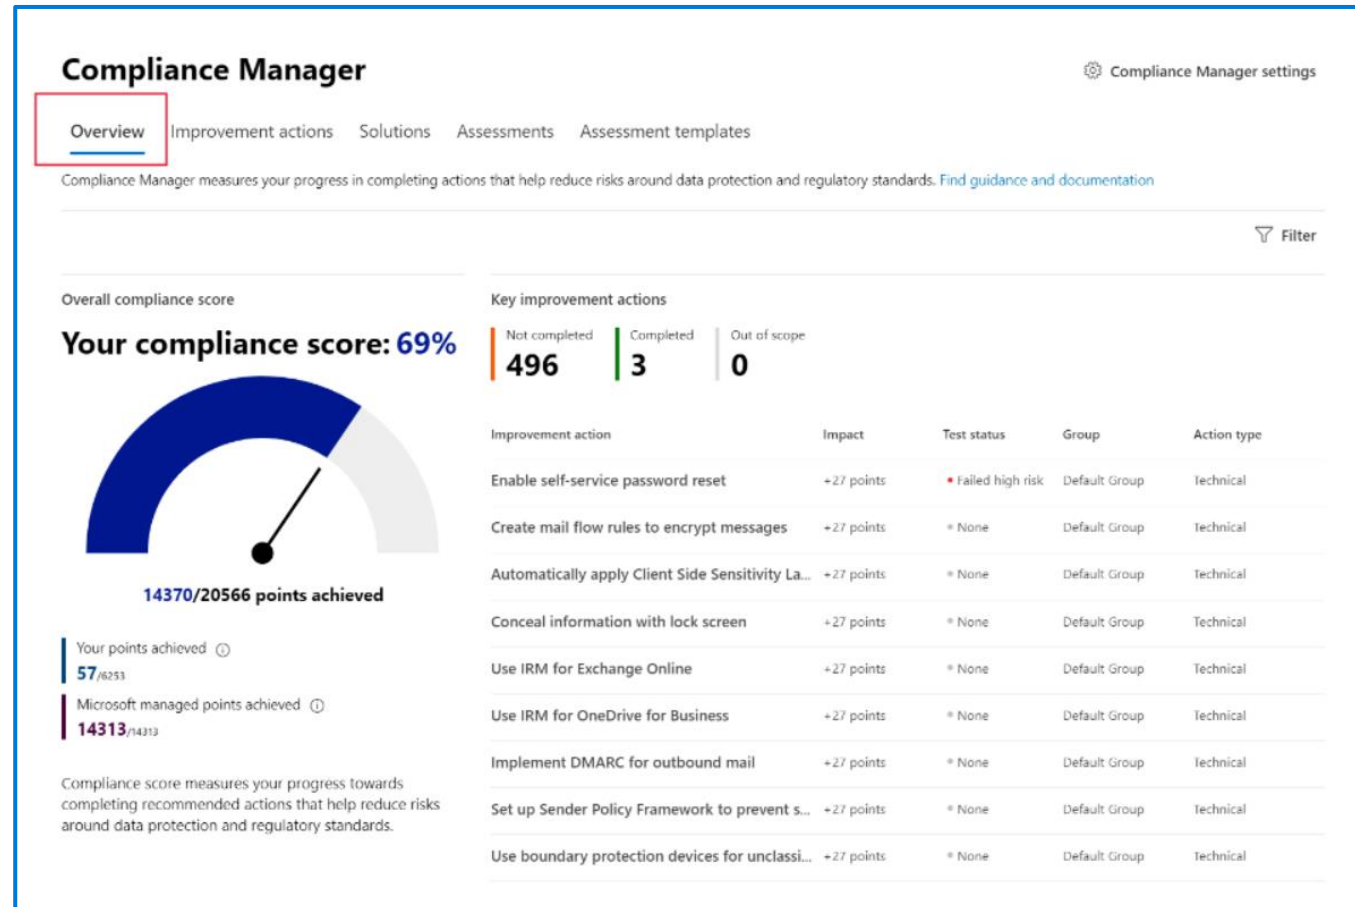 Compliance Manager
Compliance Manager settings
Overview Improvement actions Solutions Assessments Assessment templates
Compliance Manager measures your progress in completing actions that help reduce risks around data protection and regulatory standards. Find guidance and documentation
Filter
Overall compliance score
Your compliance score: 69%
14370/20566 points achieved
Your points achieved
57/6253
Microsoft managed points achieved
14313/14313
Compliance score measures your progress towards
completing recommended actions that help reduce risks
around data protection and regulatory standards.
Key improvement actions
Not completed Completed Out of scope
496 3 0
Improvement action Impact Test status Group Action type
Enable self-service password reset +27 points Failed high risk Default Group Technical
Create mail flow rules to encrypt messages +27 points None Default Group Technical
Automatically apply Client Side Sensitivity La... +27 points None Default Group Technical
Conceal information with lock screen +27 points None Default Group Technical
Use IRM for Exchange Online +27 points None Default Group Technical
Use IRM for OneDrive for Business +27 points None Default Group Technical
Implement DMARC for outbound mail +27 points None Default Group Technical
Set up Sender Policy Framework to prevent s... +27 points None Default Group Technical
Use boundary protection devices for unclassi... +27 points None Default Group Technical